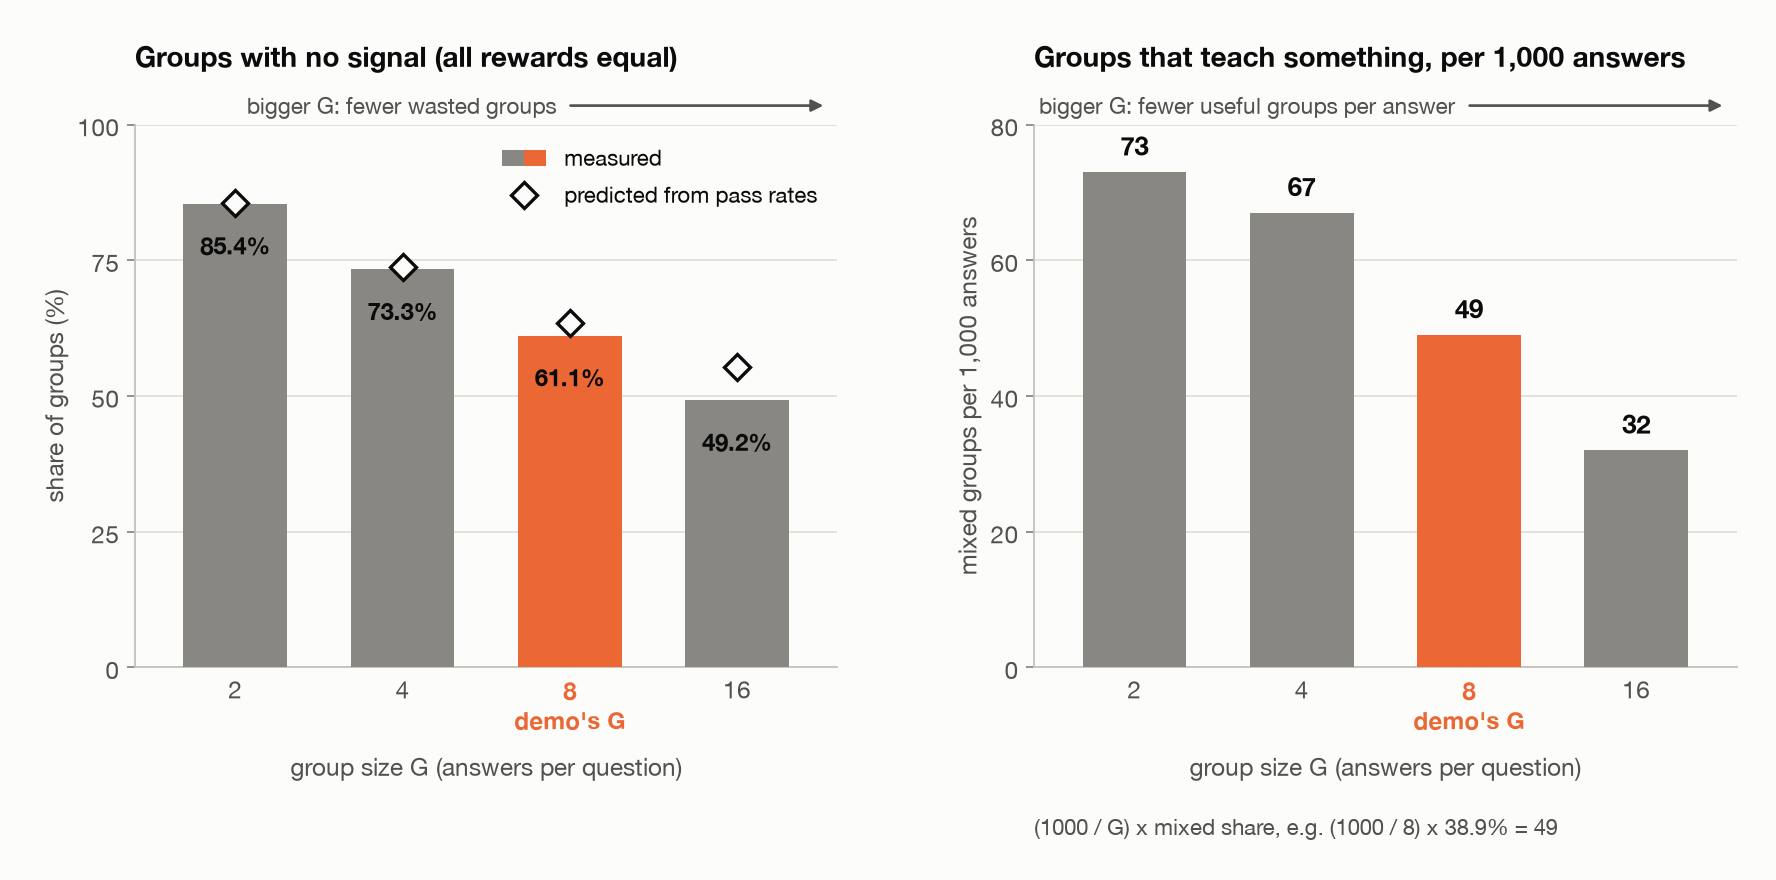 Groups with no signal (all rewards equal)
bigger G: fewer wasted groups
measured
predicted from pass rates
share of groups (%)
100
75
50
25
0
85.4%
73.3%
61.1%
49.2%
2
4
8
16
demo's G
group size G (answers per question)
Groups that teach something, per 1,000 answers
bigger G: fewer useful groups per answer
mixed groups per 1,000 answers
80
60
40
20
0
73
67
49
32
2
4
8
16
demo's G
group size G (answers per question)
(1000 / G) x mixed share, e.g. (1000 / 8) x 38.9% = 49